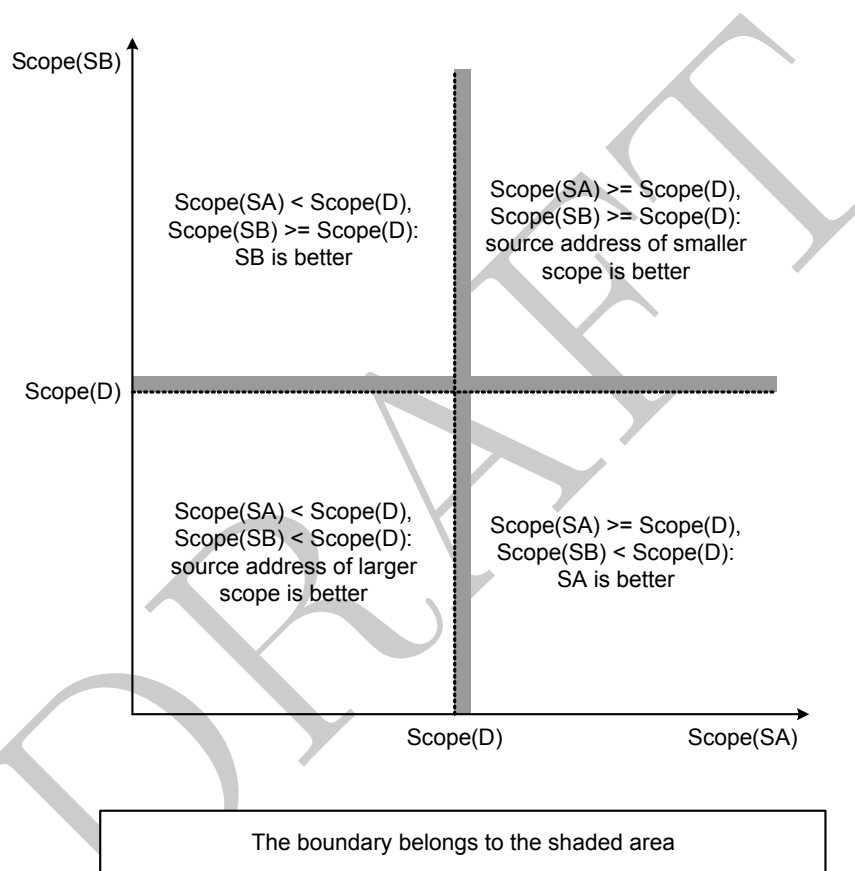 Scope(SB)
Scope(SA) < Scope(D),
Scope(SB) >= Scope(D):
SB is better
Scope(SA) >= Scope(D),
Scope(SB) >= Scope(D):
source address of smaller
scope is better
Scope(D)
Scope(SA) < Scope(D),
Scope(SB) < Scope(D):
source address of larger
scope is better
Scope(SA) >= Scope(D),
Scope(SB) < Scope(D):
SA is better
Scope(D)
Scope(SA)
The boundary belongs to the shaded area
DRAFT